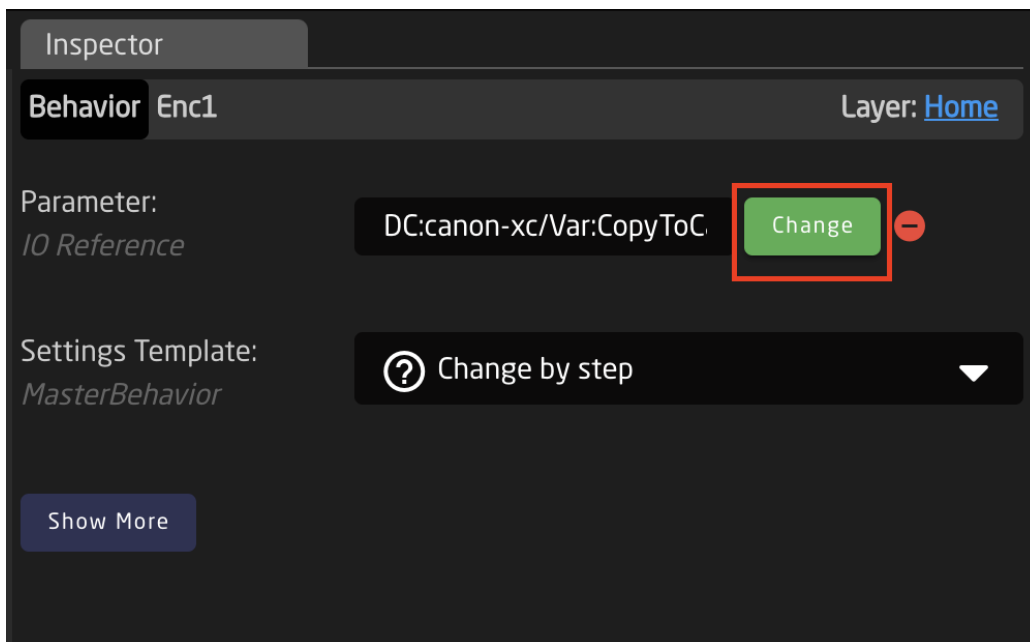 Inspector
Behavior Enc1 Layer: Home
Parameter:
IO Reference
DC:canon-xc/Var:CopyToC
Change
Settings Template:
MasterBehavior
Change by step
Show More